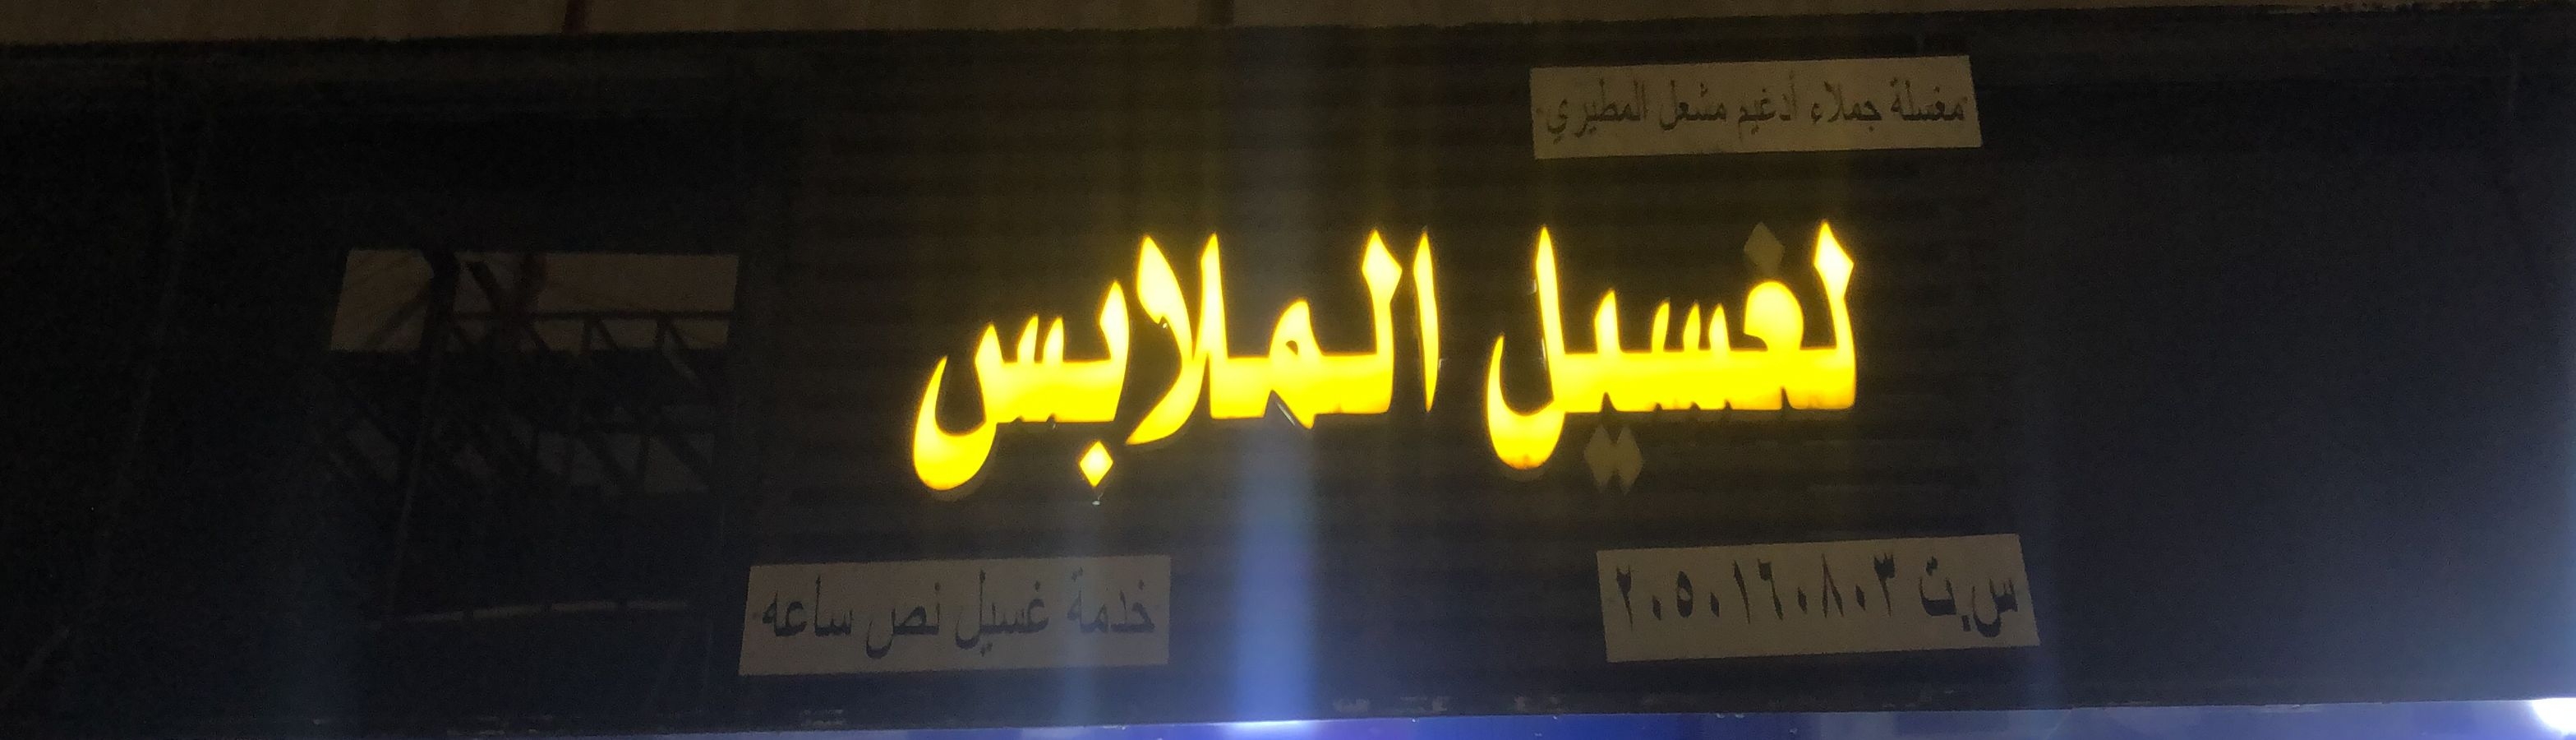 مغسلة جملاء أدغيم مشعل المطيري
لغسيل الملابس
س.ت ٢٠٥٠١٦٠٨٠٣
خدمة غسيل نص ساعه